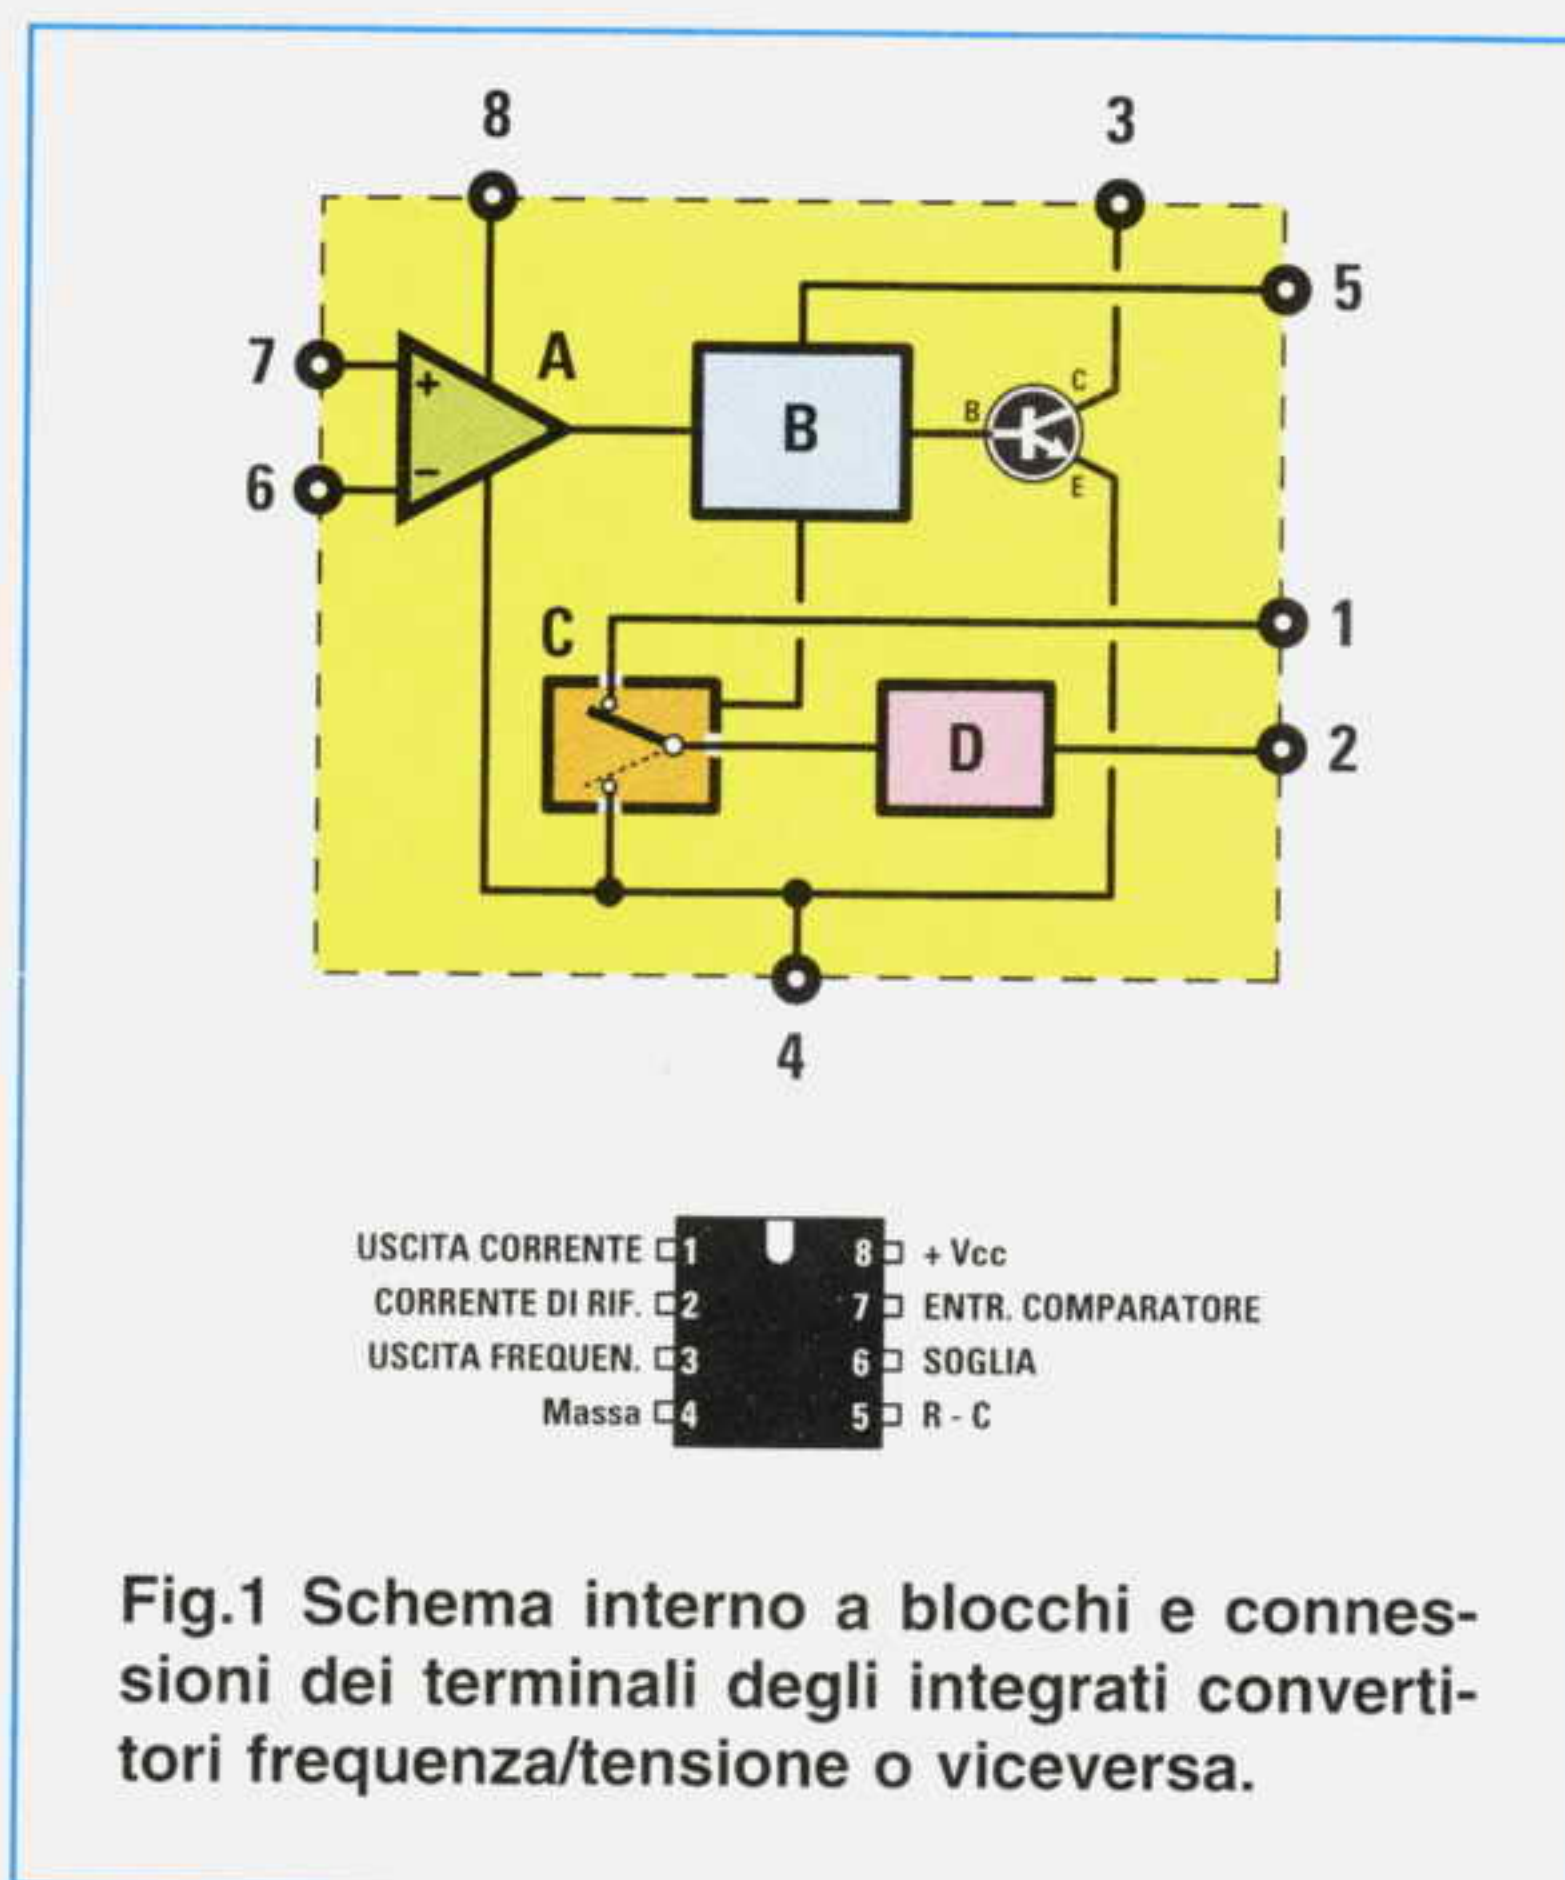 8
3
5
7
A
+
B
B
C
6
−
E
C
1
D
2
4
USCITA CORRENTE 1
8 + Vcc
CORRENTE DI RIF. 2
7 ENTR. COMPARATORE
USCITA FREQUEN. 3
6 SOGLIA
Massa 4
5 R - C
Fig.1 Schema interno a blocchi e connes-
sioni dei terminali degli integrati converti-
tori frequenza/tensione o viceversa.